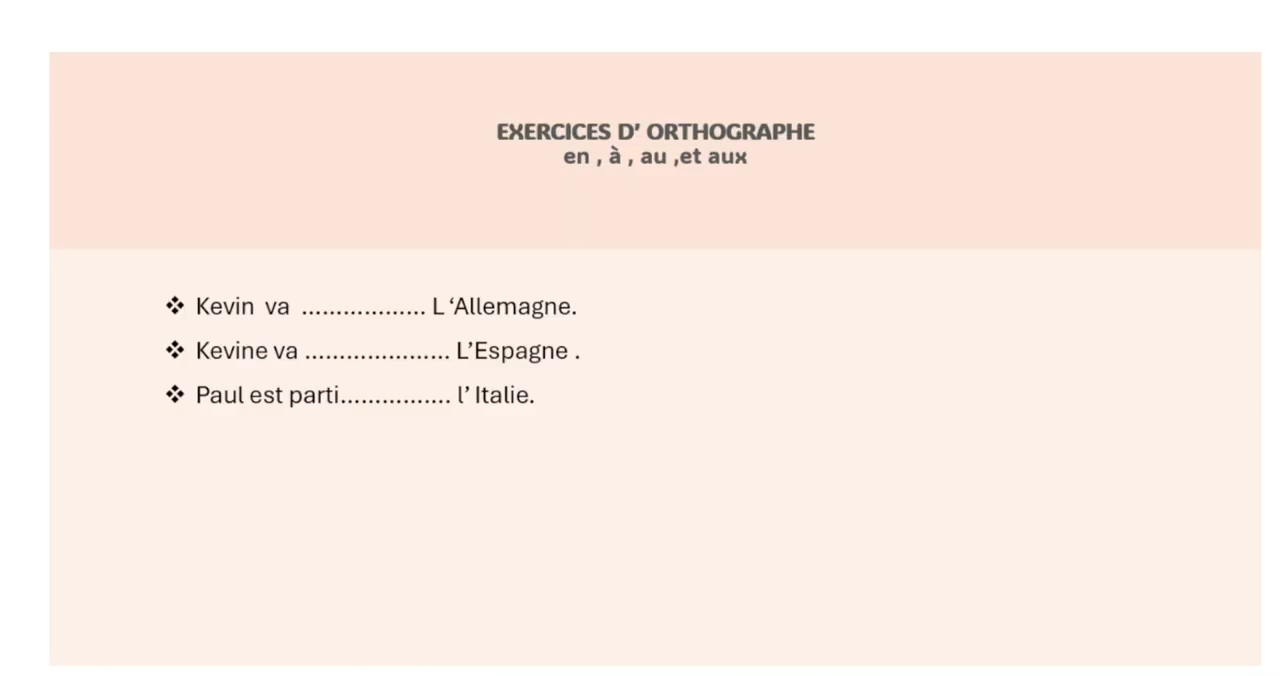 EXERCICES D' ORTHOGRAPHE
en , à , au ,et aux
❖ Kevin va .................. L 'Allemagne.
❖ Kevine va ..................... L'Espagne .
❖ Paul est parti................ l' Italie.